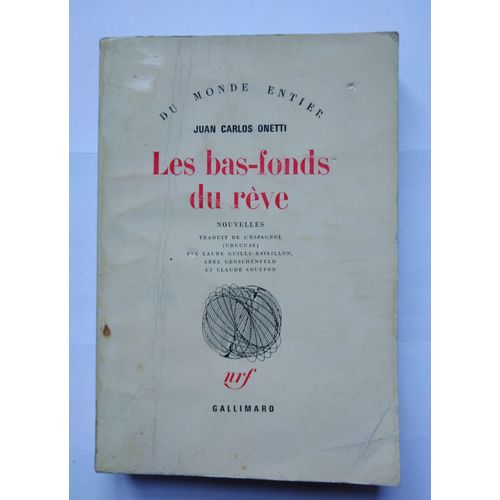 DU MONDE ENTIER
JUAN CARLOS ONETTI
Les bas-fonds
du rêve
NOUVELLES
TRADUIT DE L'ESPAGNOL
(URUGUAY)
PAR LAURE GUILLE-BATAILLON,
ABEL GERSCHENFELD
ET CLAUDE COUFFON
nrf
GALLIMARD